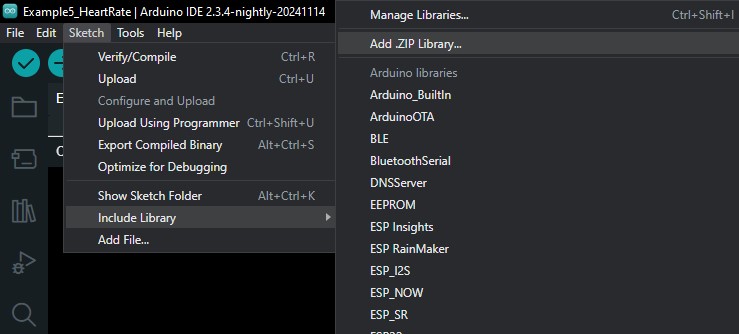 Example5_HeartRate | Arduino IDE 2.3.4-nightly-20241114
File Edit Sketch Tools Help
Verify/Compile Ctrl+R
Upload Ctrl+U
Configure and Upload
Upload Using Programmer Ctrl+Shift+U
Export Compiled Binary Alt+Ctrl+S
Optimize for Debugging
Show Sketch Folder Alt+Ctrl+K
Include Library
Add File...
Manage Libraries... Ctrl+Shift+I
Add .ZIP Library...
Arduino libraries
Arduino_BuiltIn
ArduinoOTA
BLE
BluetoothSerial
DNSServer
EEPROM
ESP Insights
ESP RainMaker
ESP_I2S
ESP_NOW
ESP_SR